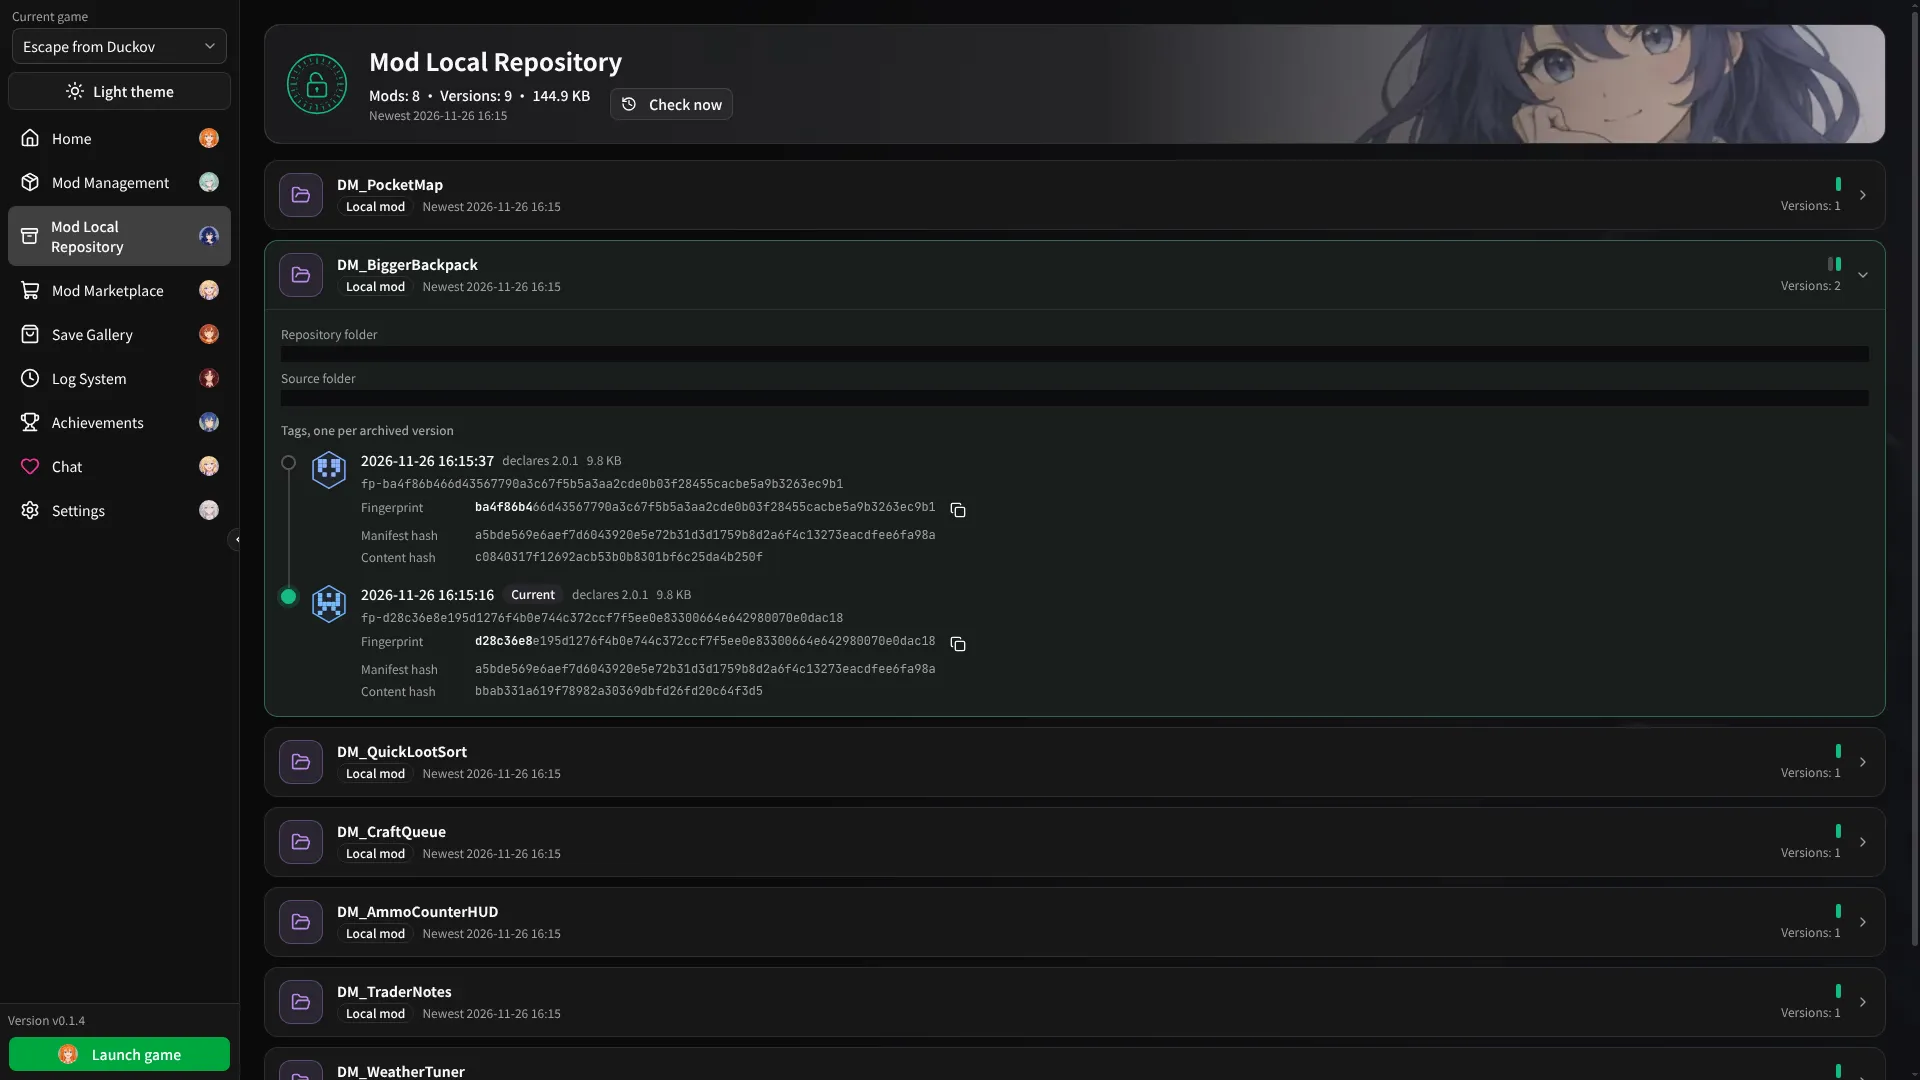 Current game
Escape from Duckov
Light theme
Home
Mod Management
Mod Local
Repository
Mod Marketplace
Save Gallery
Log System
Achievements
Chat
Settings
Version v0.1.4
Launch game
Mod Local Repository
Mods: 8 • Versions: 9 • 144.9 KB
Check now
Newest 2026-11-26 16:15
DM_PocketMap
Local mod Newest 2026-11-26 16:15
Versions: 1
DM_BiggerBackpack
Local mod Newest 2026-11-26 16:15
Versions: 2
Repository folder
Source folder
Tags, one per archived version
2026-11-26 16:15:37 declares 2.0.1 9.8 KB
fp-ba4f86b466d43567790a3c67f5b5a3aa2cde0b03f28455cacbe5a9b3263ec9b1
Fingerprint ba4f86b466d43567790a3c67f5b5a3aa2cde0b03f28455cacbe5a9b3263ec9b1
Manifest hash a5bde569e6aef7d6043920e5e72b31d3d1759b8d2a6f4c13273eacdfee6fa98a
Content hash c0840317f12692acb53b0b8301bf6c25da4b250f
2026-11-26 16:15:16 Current declares 2.0.1 9.8 KB
fp-d28c36e8e195d1276f4b0e744c372ccf7f5ee0e83300664e642980070e0dac18
Fingerprint d28c36e8e195d1276f4b0e744c372ccf7f5ee0e83300664e642980070e0dac18
Manifest hash a5bde569e6aef7d6043920e5e72b31d3d1759b8d2a6f4c13273eacdfee6fa98a
Content hash bbab331a619f78982a30369dbfd26fd20c64f3d5
DM_QuickLootSort
Local mod Newest 2026-11-26 16:15
Versions: 1
DM_CraftQueue
Local mod Newest 2026-11-26 16:15
Versions: 1
DM_AmmoCounterHUD
Local mod Newest 2026-11-26 16:15
Versions: 1
DM_TraderNotes
Local mod Newest 2026-11-26 16:15
Versions: 1
DM_WeatherTuner